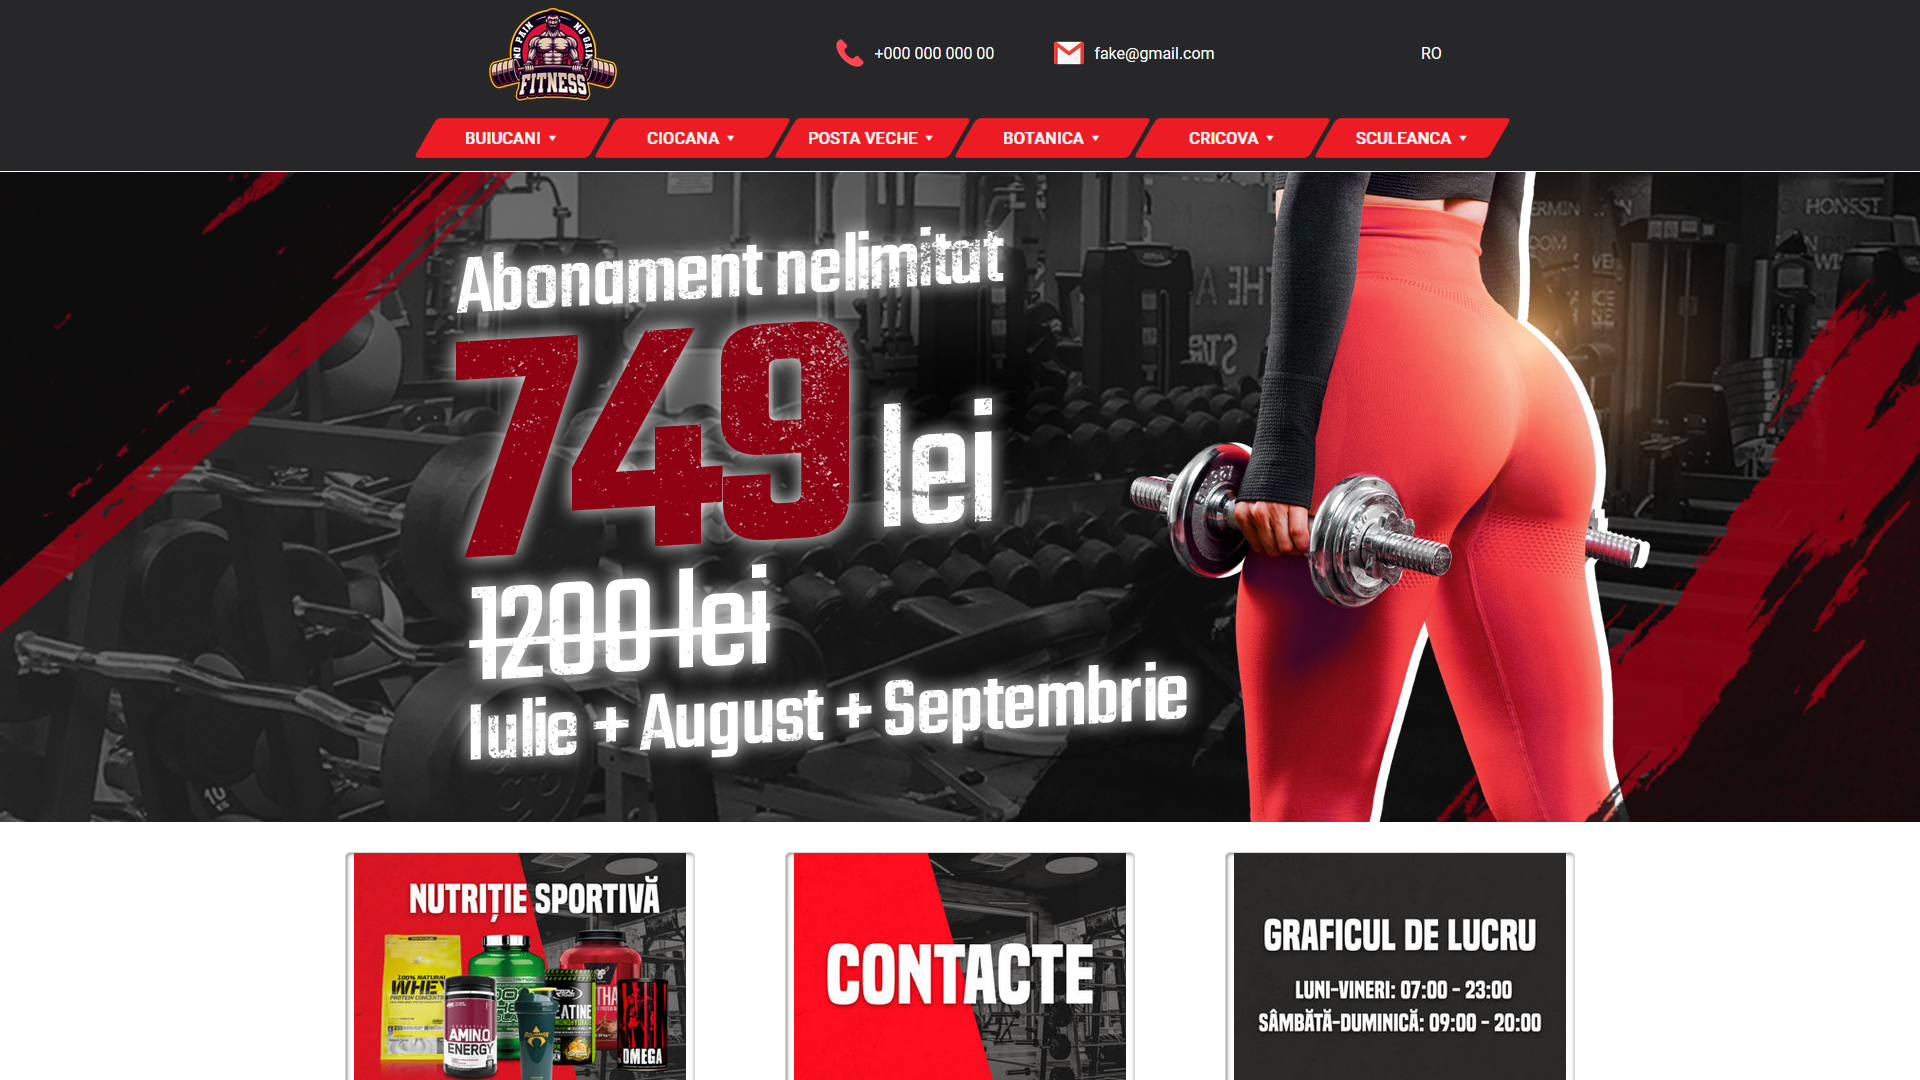 NO PAIN
NO GAIN
FITNESS
+000 000 000 00
fake@gmail.com
RO
BUIUCANI
CIOCANA
POSTA VECHE
BOTANICA
CRICOVA
SCULEANCA
Abonament nelimitat
749 lei
1200 lei
Iulie + August + Septembrie
HONSST
NUTRIȚIE SPORTIVĂ
100% NATURAL
WHEY
PROTEIN CONCENTR
AMINO
ENERGY
OMEGA
CONTACTE
GRAFICUL DE LUCRU
LUNI-VINERI: 07:00 - 23:00
SÂMBĂTĂ-DUMINICĂ: 09:00 - 20:00